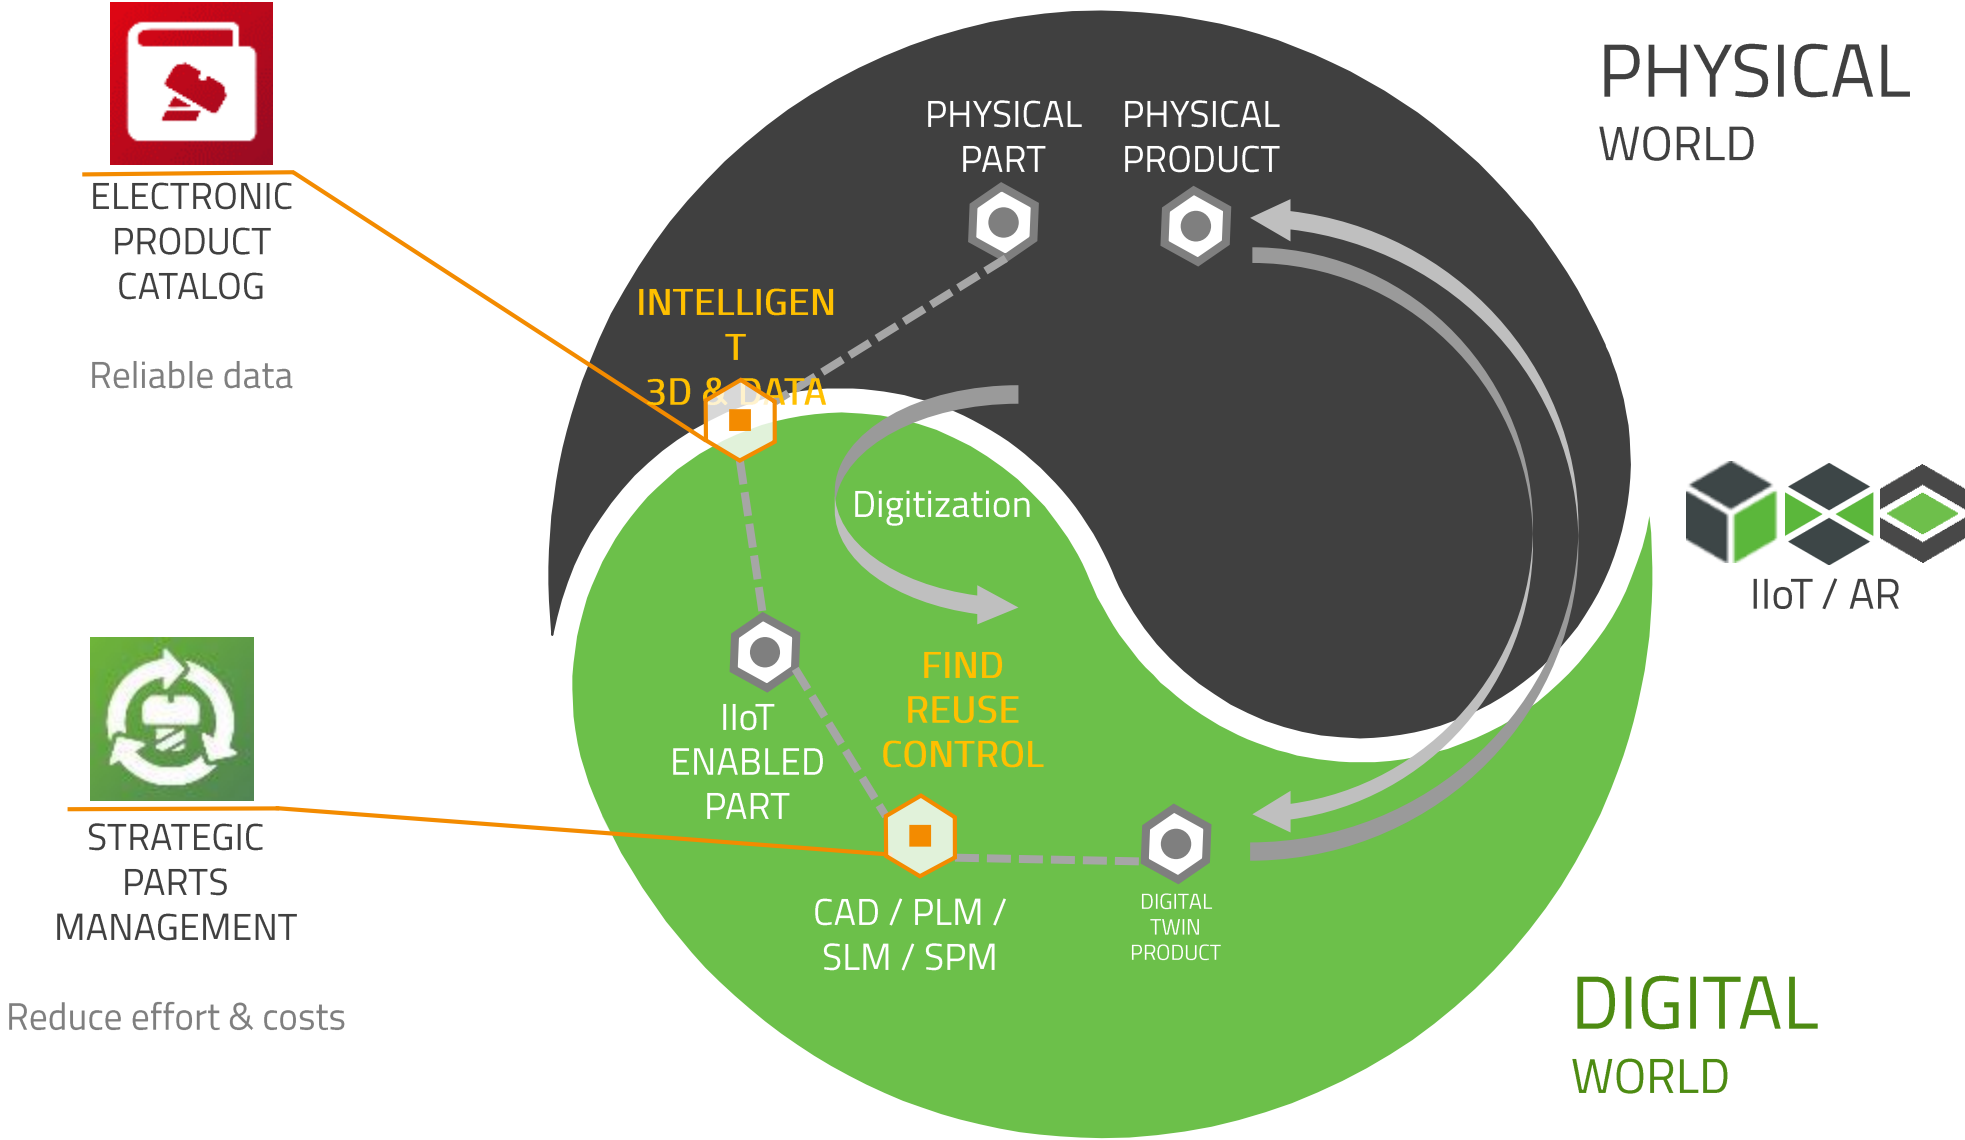 ELECTRONIC
PRODUCT
CATALOG
Reliable data
STRATEGIC
PARTS
MANAGEMENT
Reduce effort & costs
PHYSICAL
PART
PHYSICAL
PRODUCT
INTELLIGEN
T
3D & DATA
Digitization
FIND
REUSE
CONTROL
IIoT
ENABLED
PART
CAD / PLM /
SLM / SPM
DIGITAL
TWIN
PRODUCT
PHYSICAL
WORLD
IIoT / AR
DIGITAL
WORLD